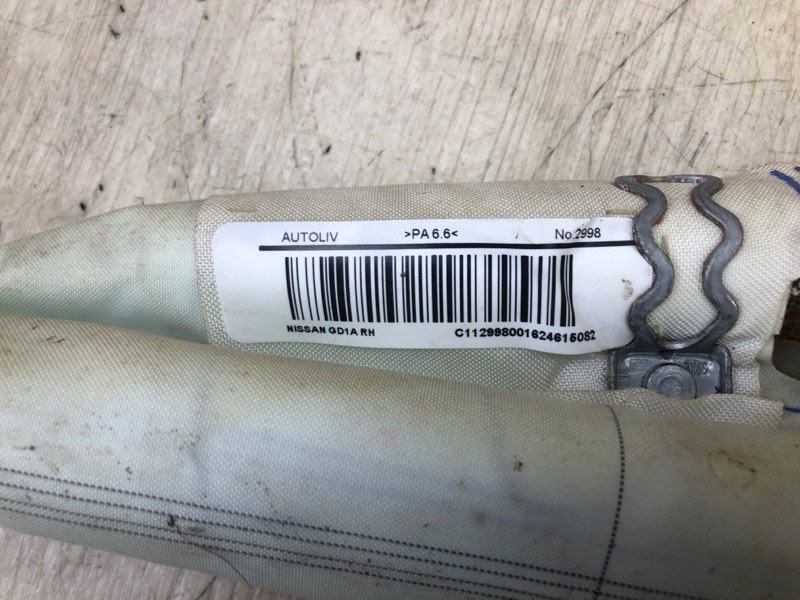 AUTOLIV >PA 6.6< No.2998
NISSAN GD1A RH C112998001624615082